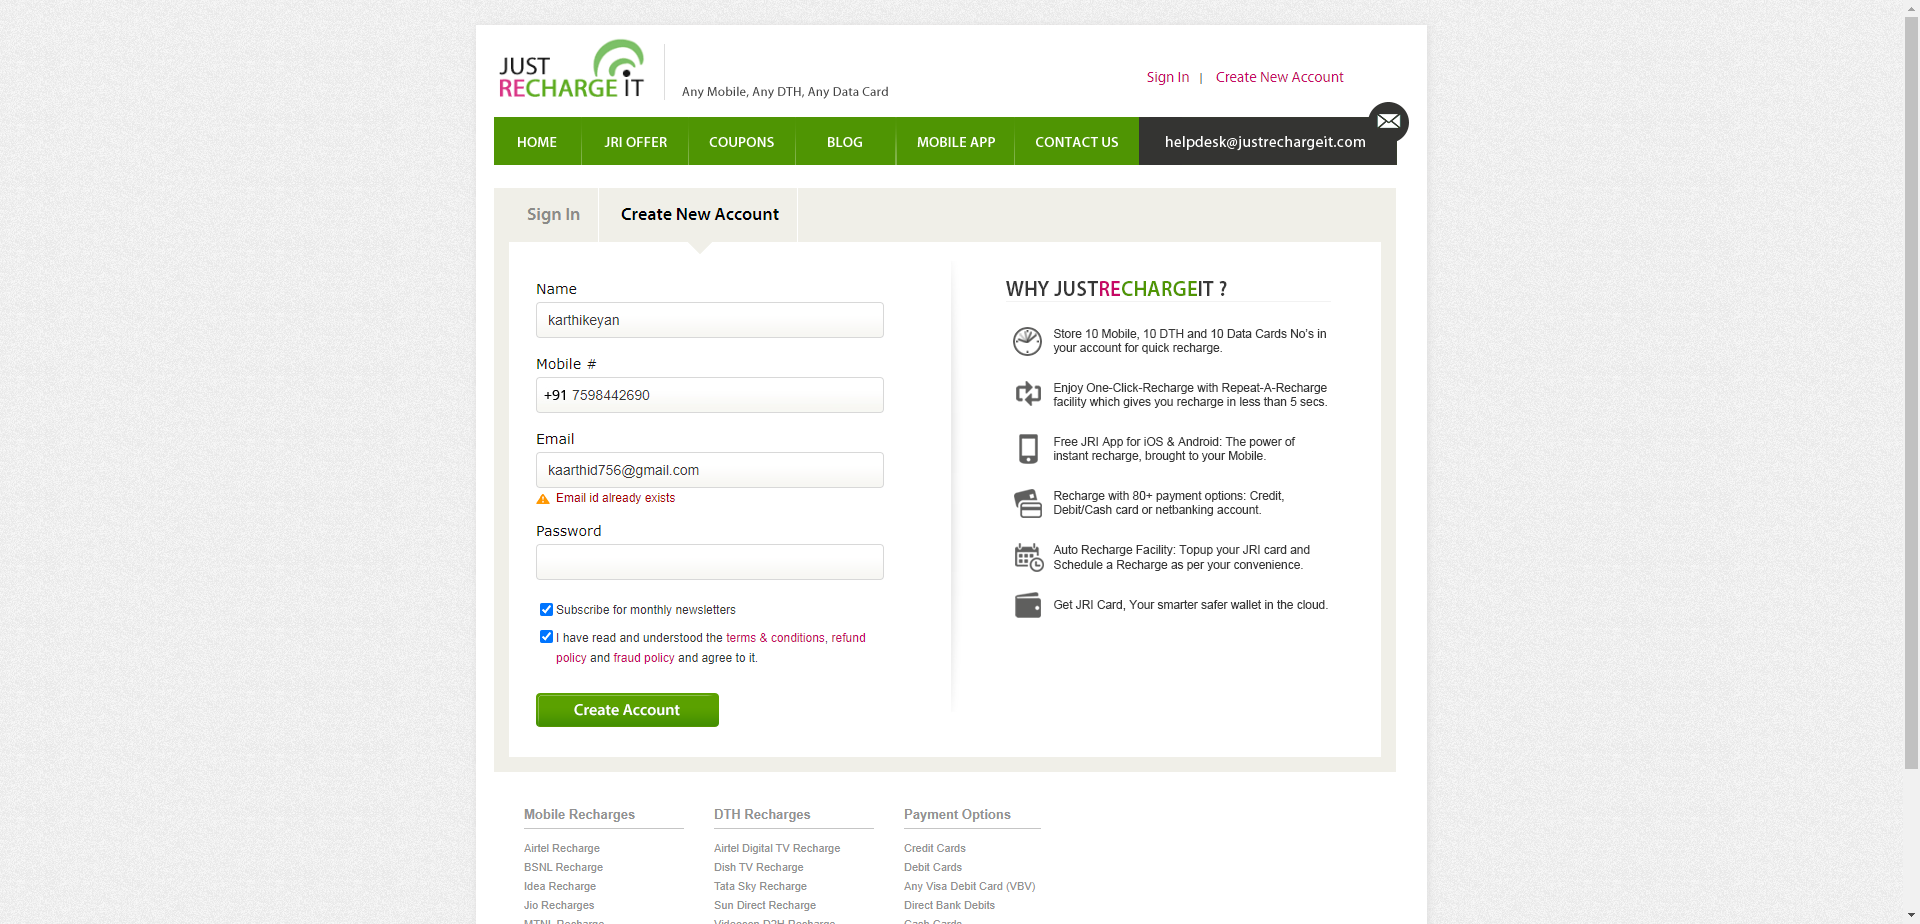 JUST
RECHARGE IT
Any Mobile, Any DTH, Any Data Card
Sign In | Create New Account
HOME JRI OFFER COUPONS BLOG MOBILE APP CONTACT US helpdesk@justrechargeit.com
Sign In Create New Account
Name
karthikeyan
Mobile #
+91 7598442690
Email
kaarthid756@gmail.com
Email id already exists
Password
Subscribe for monthly newsletters
I have read and understood the terms & conditions, refund
policy and fraud policy and agree to it.
Create Account
WHY JUSTRECHARGEIT ?
Store 10 Mobile, 10 DTH and 10 Data Cards No's in
your account for quick recharge.
Enjoy One-Click-Recharge with Repeat-A-Recharge
facility which gives you recharge in less than 5 secs.
Free JRI App for iOS & Android: The power of
instant recharge, brought to your Mobile.
Recharge with 80+ payment options: Credit,
Debit/Cash card or netbanking account.
Auto Recharge Facility: Topup your JRI card and
Schedule a Recharge as per your convenience.
Get JRI Card, Your smarter safer wallet in the cloud.
Mobile Recharges
Airtel Recharge
BSNL Recharge
Idea Recharge
Jio Recharges
MTNL Recharge
DTH Recharges
Airtel Digital TV Recharge
Dish TV Recharge
Tata Sky Recharge
Sun Direct Recharge
Videocon D2H Recharge
Payment Options
Credit Cards
Debit Cards
Any Visa Debit Card (VBV)
Direct Bank Debits
Cash Cards